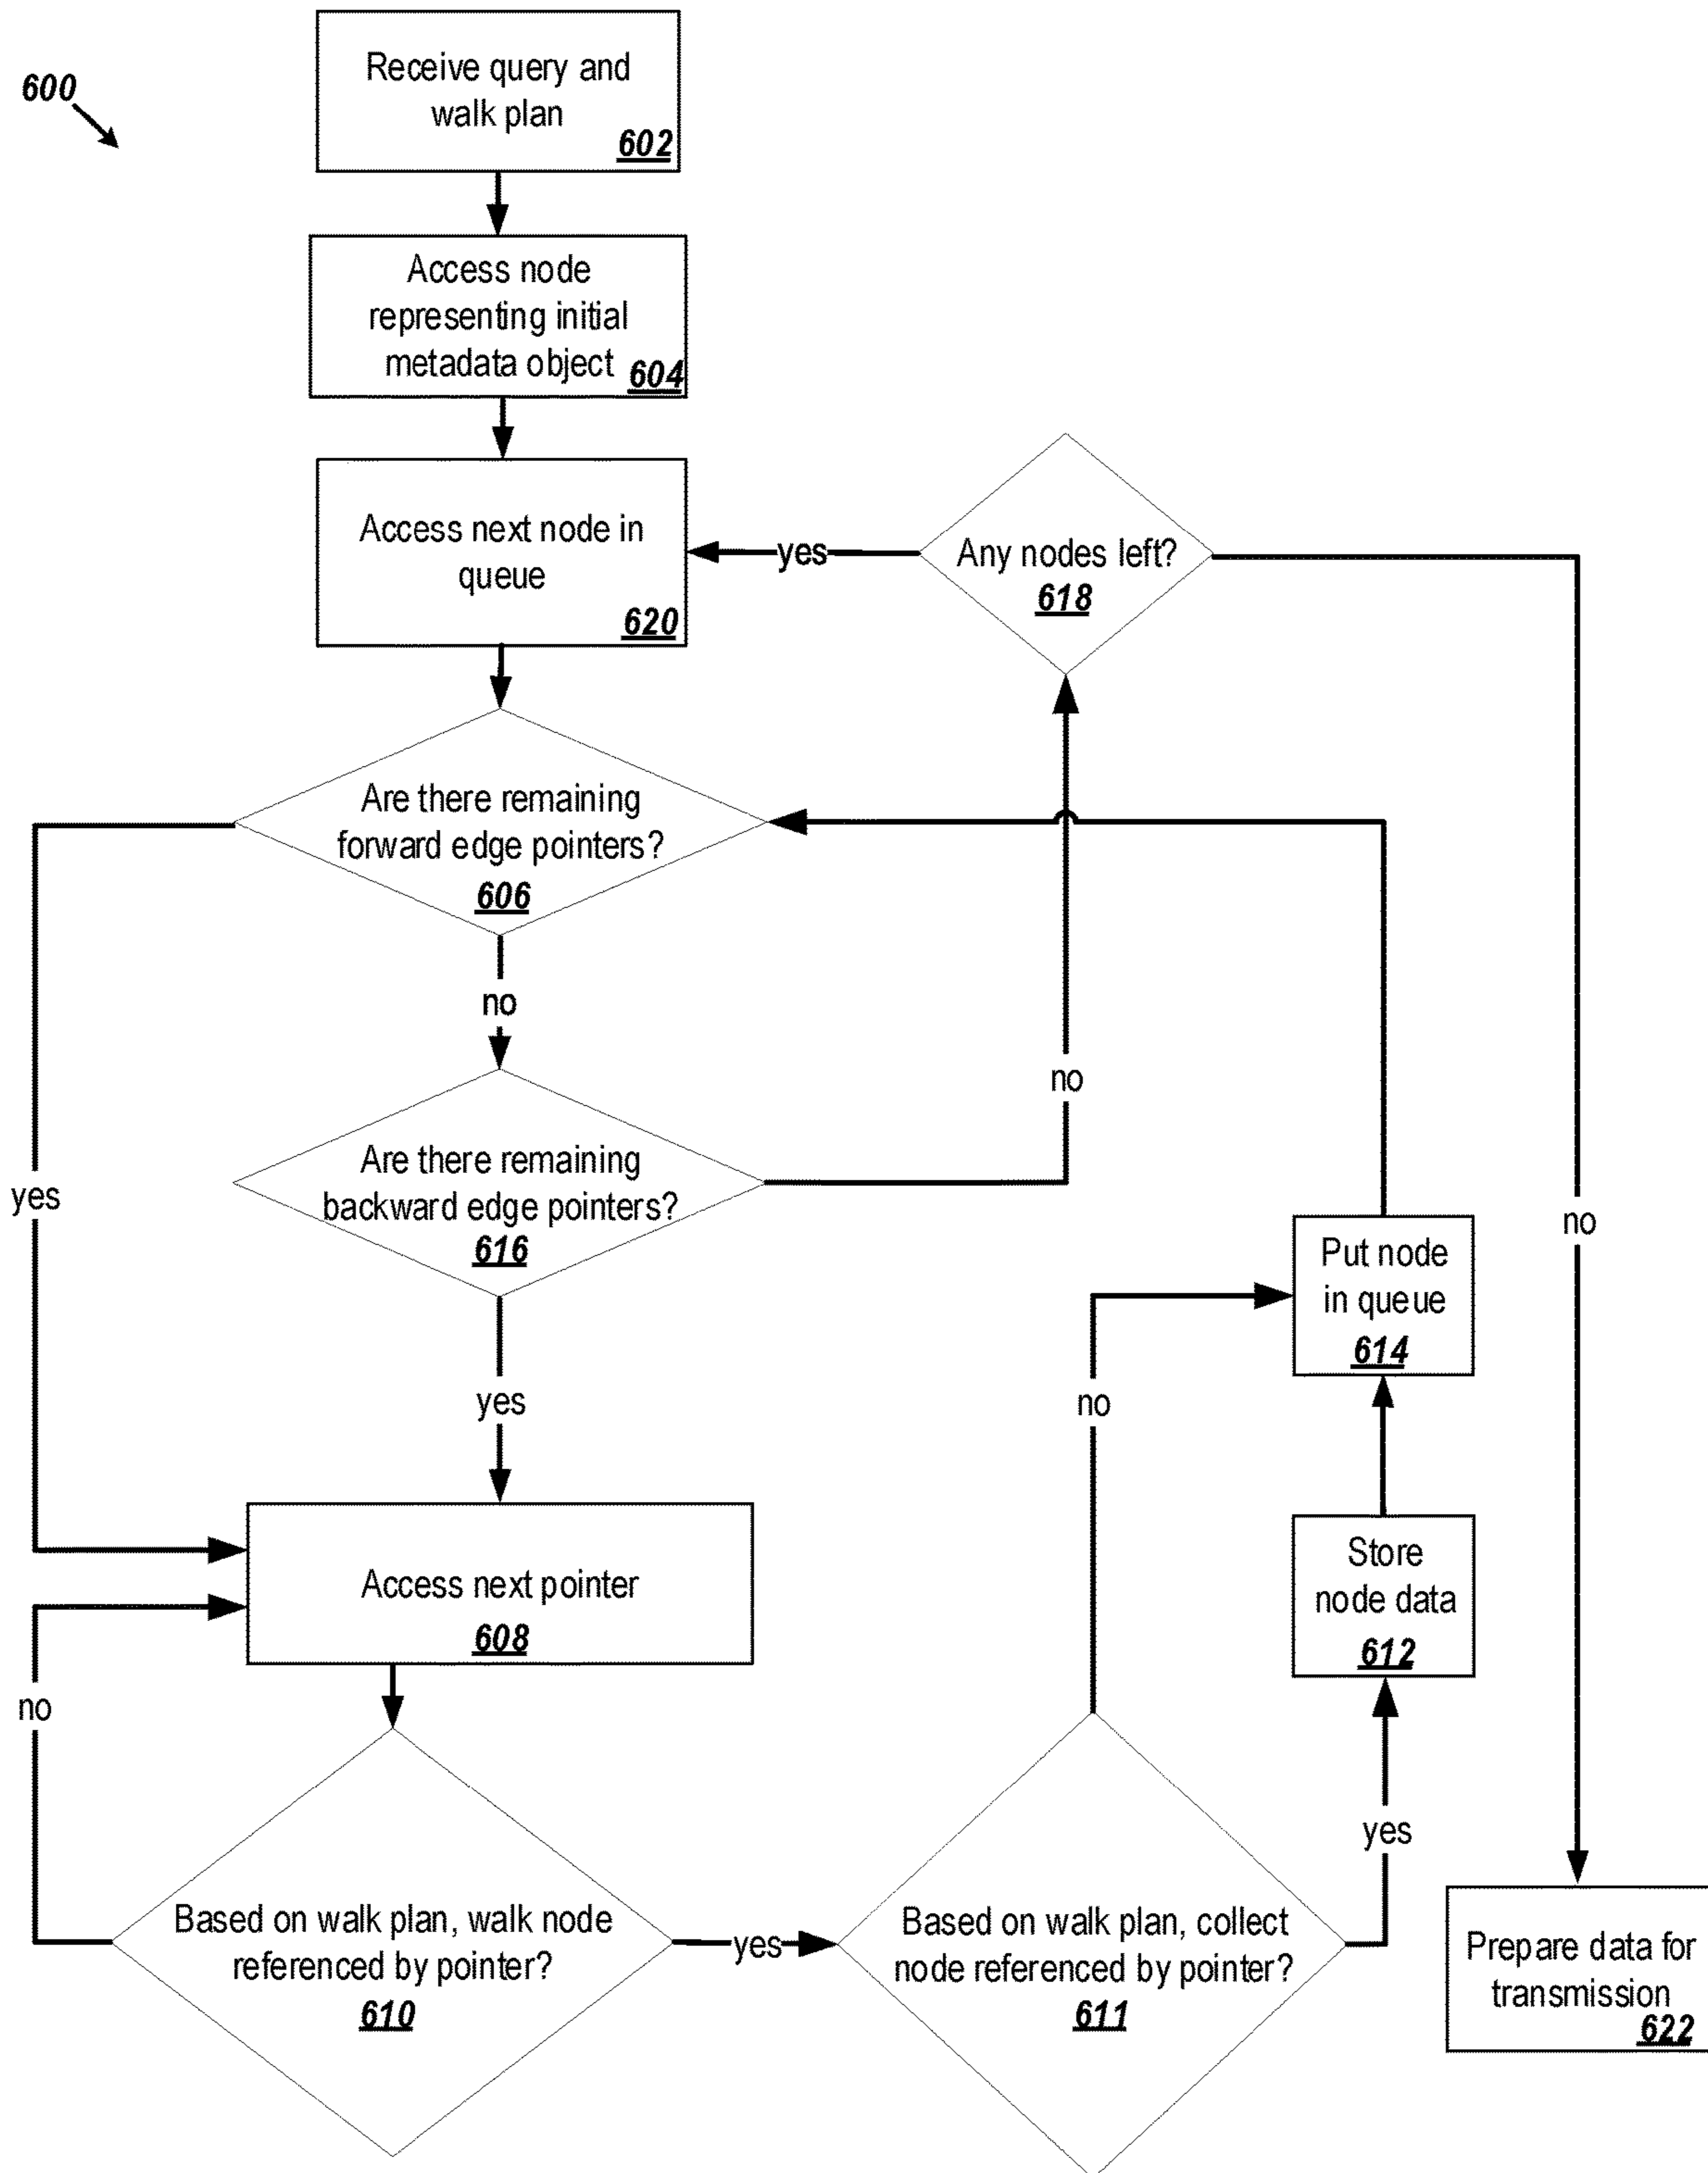 600
Receive query and
walk plan
602
Access node
representing initial
metadata object
604
Access next node in
queue
620
yes
Any nodes left?
618
Are there remaining
forward edge pointers?
606
no
Are there remaining
backward edge pointers?
616
no
yes
yes
no
Put node
in queue
614
no
Store
node data
612
Access next pointer
608
no
yes
Based on walk plan, walk node
referenced by pointer?
610
yes
Based on walk plan, collect
node referenced by pointer?
611
Prepare data for
transmission
622